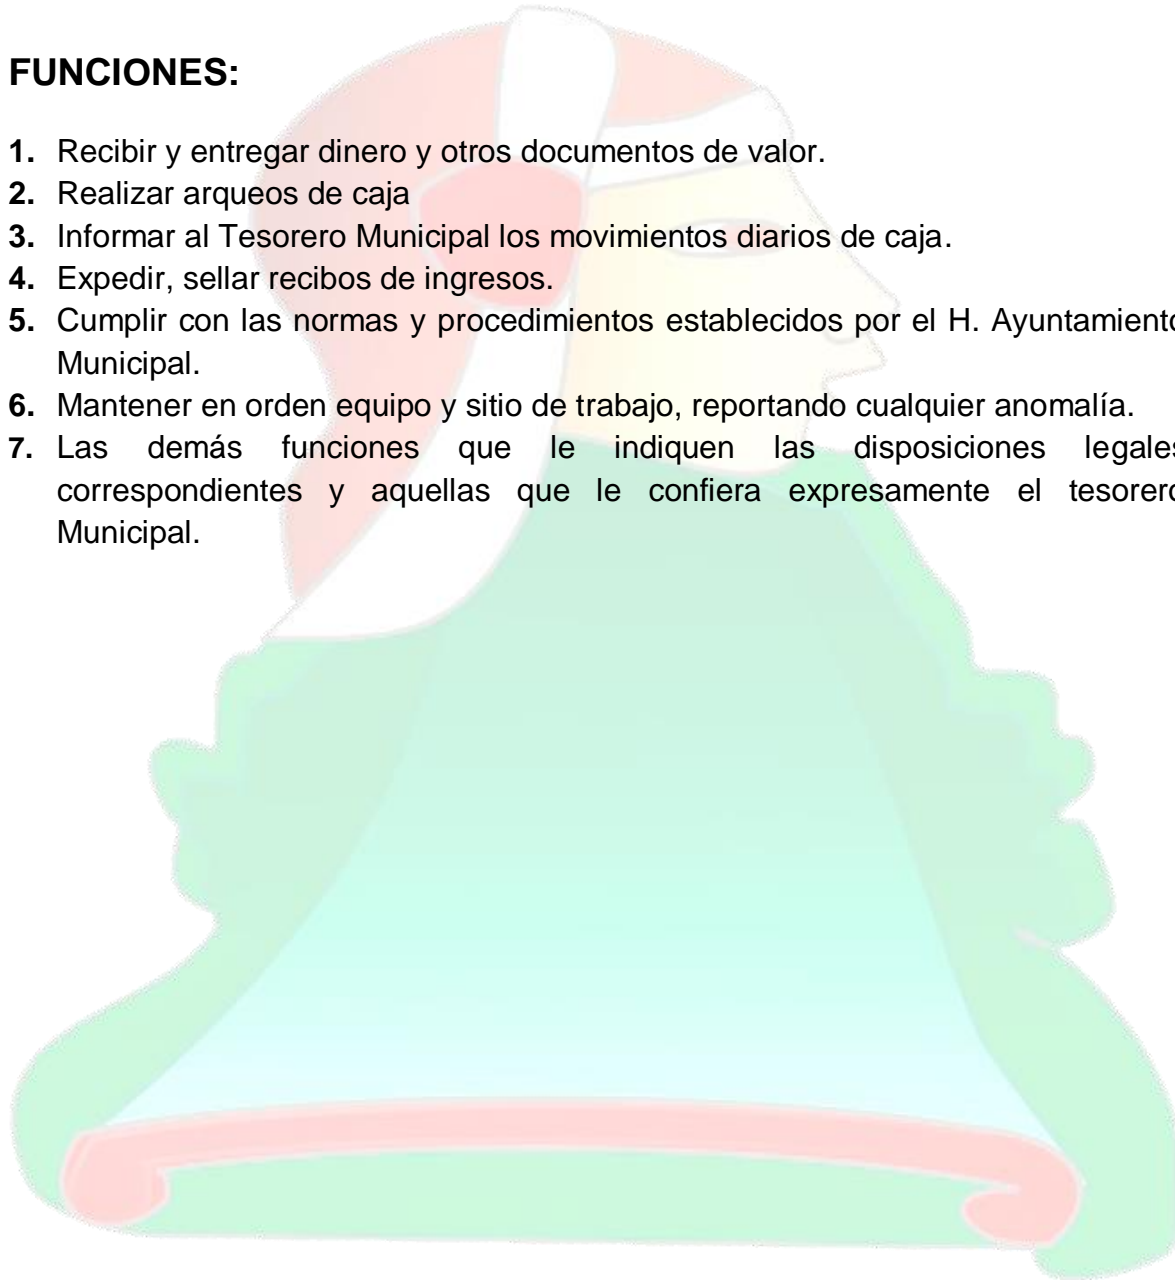 FUNCIONES:
1. Recibir y entregar dinero y otros documentos de valor.
2. Realizar arqueos de caja
3. Informar al Tesorero Municipal los movimientos diarios de caja.
4. Expedir, sellar recibos de ingresos.
5. Cumplir con las normas y procedimientos establecidos por el H. Ayuntamiento
Municipal.
6. Mantener en orden equipo y sitio de trabajo, reportando cualquier anomalía.
7. Las demás funciones que le indiquen las disposiciones legales
correspondientes y aquellas que le confiera expresamente el tesorero
Municipal.